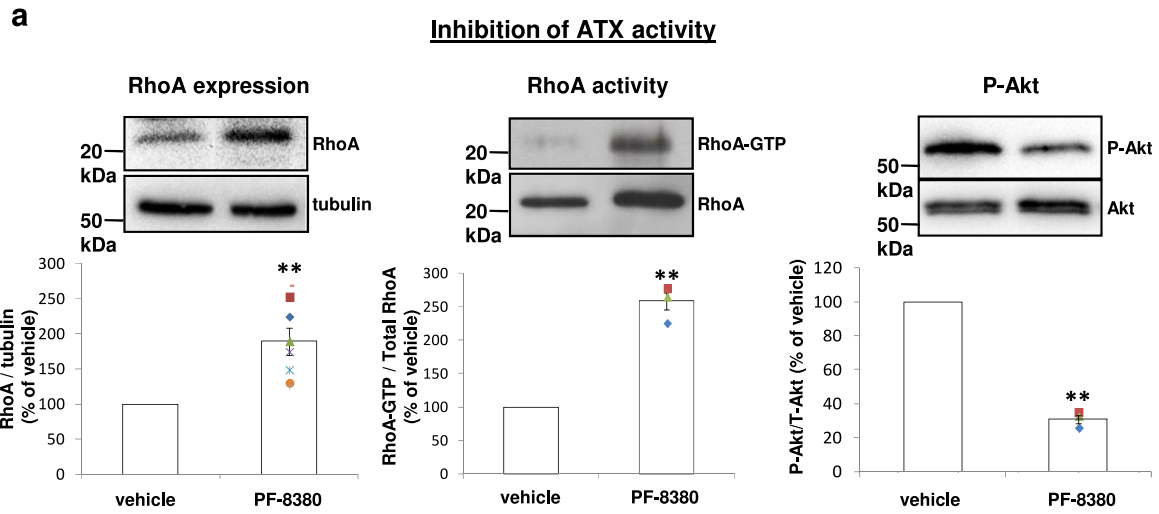 a
Inhibition of ATX activity
RhoA expression
RhoA
20
kDa
tubulin
50
kDa
RhoA / tubulin
(% of vehicle)
300
250
200
150
100
50
0
**
vehicle
PF-8380
RhoA activity
RhoA-GTP
20
kDa
RhoA
20
kDa
RhoA-GTP / Total RhoA
(% of vehicle)
300
250
200
150
100
50
0
**
vehicle
PF-8380
P-Akt
P-Akt
50
kDa
Akt
50
kDa
P-Akt/T-Akt (% of vehicle)
120
100
80
60
40
20
0
**
vehicle
PF-8380